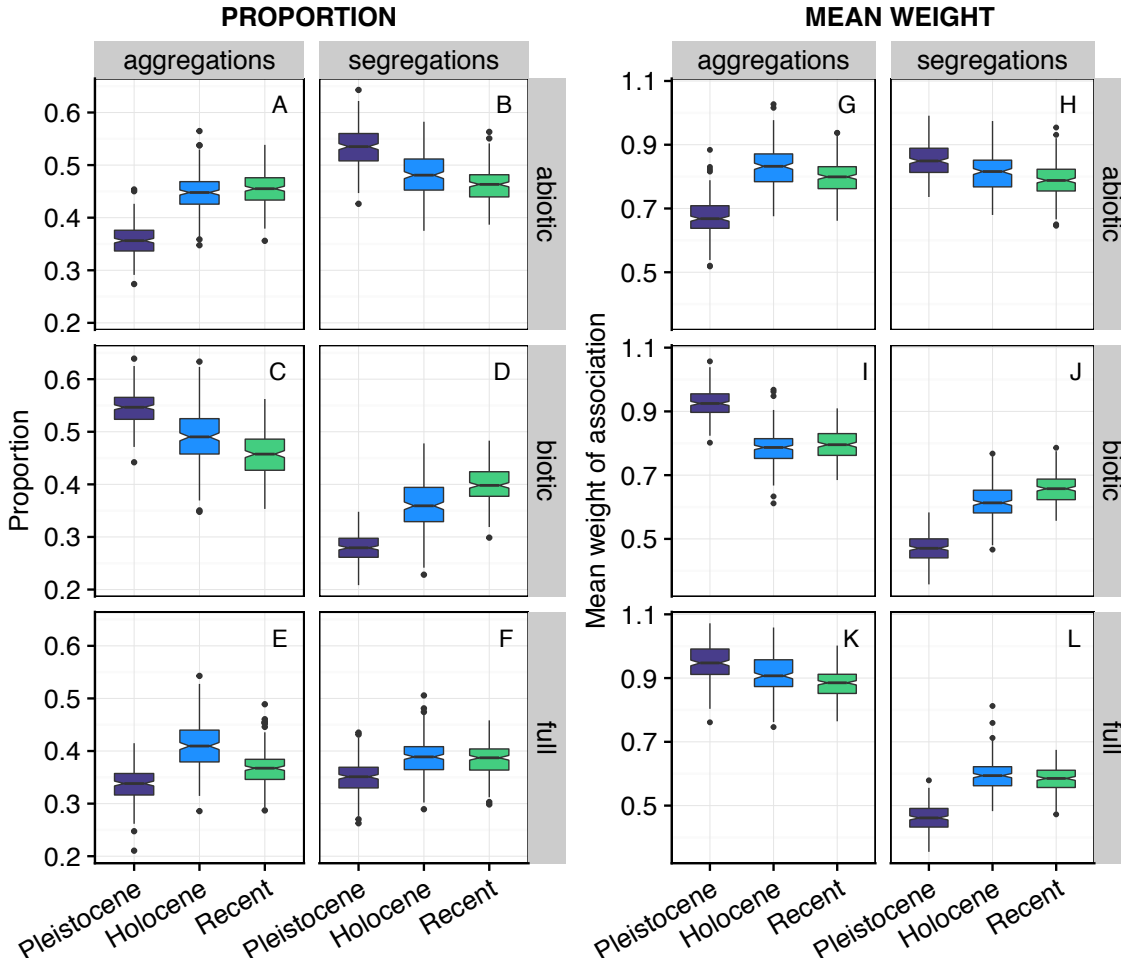 PROPORTION
MEAN WEIGHT
aggregations
segregations
aggregations
segregations
0.6
0.5
0.4
0.3
0.2
A
B
abiotic
1.1
0.9
0.7
0.5
G
H
abiotic
Proportion
0.6
0.5
0.4
0.3
0.2
C
D
biotic
Mean weight of association
1.1
0.9
0.7
0.5
I
J
biotic
0.6
0.5
0.4
0.3
0.2
E
F
full
1.1
0.9
0.7
0.5
K
L
full
Pleistocene
Holocene
Recent
Pleistocene
Holocene
Recent
Pleistocene
Holocene
Recent
Pleistocene
Holocene
Recent